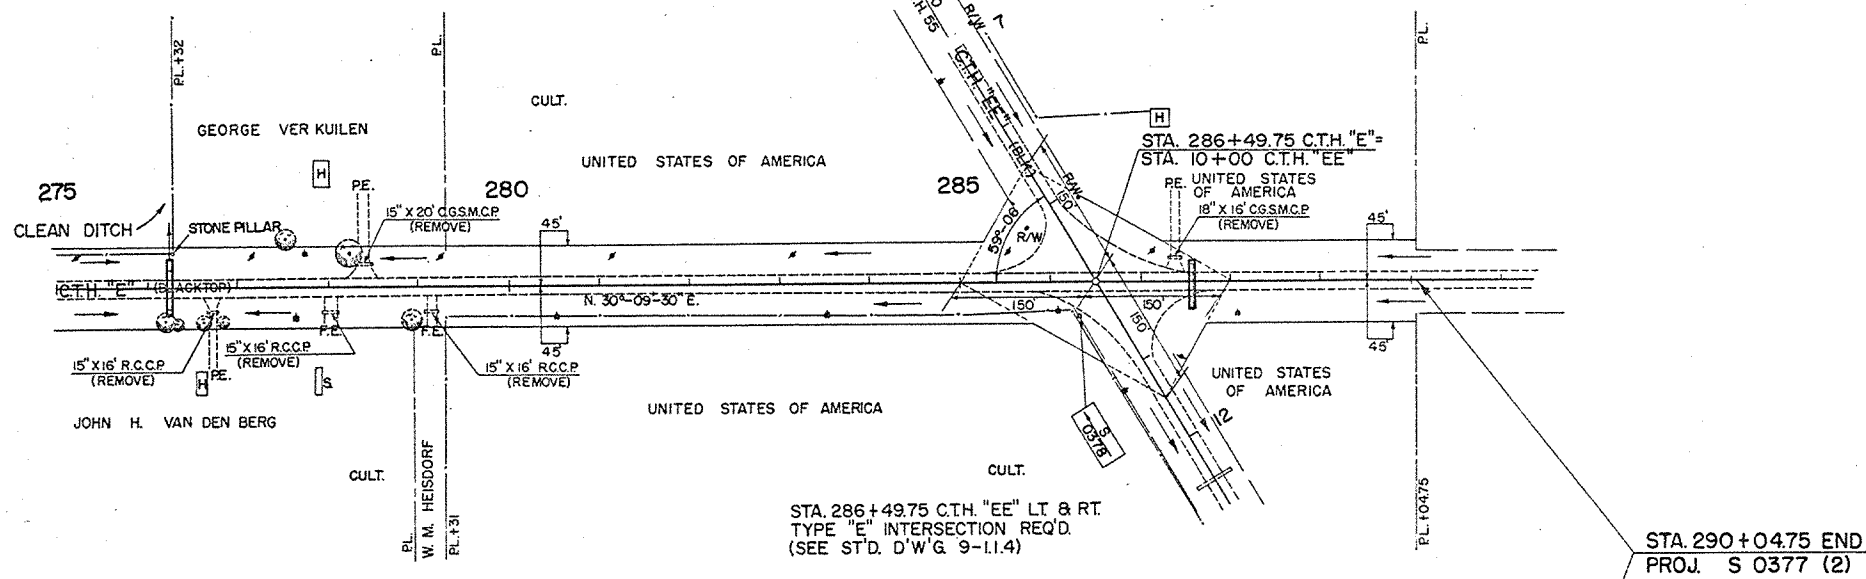 PL.+32
P.L.
GEORGE VER KUILEN
CULT.
UNITED STATES OF AMERICA
H
275
280
285
CLEAN DITCH
STONE PILLAR
P.E.
15" X 20' C.G.S.M.C.P.
(REMOVE)
45'
C.T.H. "E" (BLACKTOP)
N. 30°-09'-30" E.
F.E.
F.E.
45'
15" X 16' R.C.C.P.
(REMOVE)
15" X 16' R.C.C.P.
(REMOVE)
15" X 16' R.C.C.P.
(REMOVE)
H
P.E.
S.
JOHN H. VAN DEN BERG
UNITED STATES OF AMERICA
CULT.
P.L.
W. M. HEISDORF
P.L.+31
CULT.
H. 55
R/W
7
C.T.H. "EE"
R/W
150'
59°-06'
R/W
H
STA. 286+49.75 C.T.H. "E"=
STA. 10+00 C.T.H. "EE"
P.E.
UNITED STATES
OF AMERICA
18" X 16' C.G.S.M.C.P.
(REMOVE)
P.L.
45'
45'
150'
150'
150'
UNITED STATES
OF AMERICA
12
S
0378
STA. 286+49.75 C.T.H. "EE" LT. & RT.
TYPE "E" INTERSECTION REQ'D.
(SEE ST'D. D'W'G. 9-1.1.4)
P.L.+04.75
STA. 290+04.75 END
PROJ. S 0377 (2)